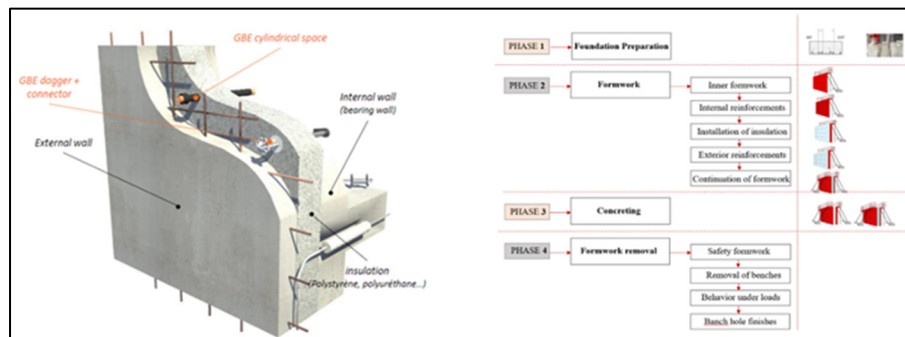 GBE cylindrical space
GBE dagger +
connector
External wall
Internal wall
(bearing wall)
insulation
(Polystyrene, polyuréthane...)
PHASE 1
Foundation Preparation
PHASE 2
Formwork
Inner formwork
Internal reinforcements
Installation of insulation
Exterior reinforcements
Continuation of formwork
PHASE 3
Concreting
PHASE 4
Formwork removal
Safety formwork
Removal of benches
Behavior under loads
Banch hole finishes